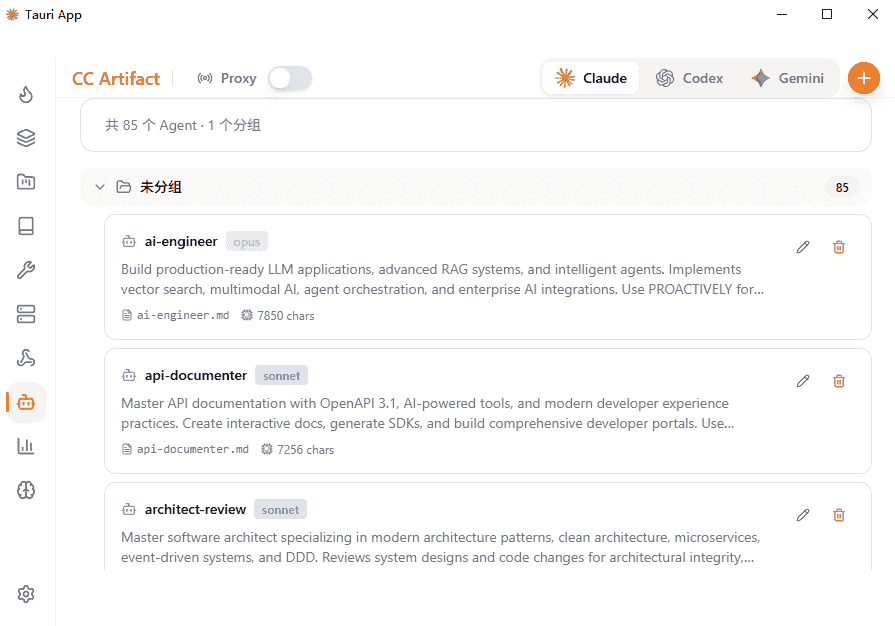 Tauri App
CC Artifact
Proxy
Claude
Codex
Gemini
共 85 个 Agent · 1 个分组
未分组
85
ai-engineer
opus
Build production-ready LLM applications, advanced RAG systems, and intelligent agents. Implements
vector search, multimodal AI, agent orchestration, and enterprise AI integrations. Use PROACTIVELY for...
ai-engineer.md
7850 chars
api-documenter
sonnet
Master API documentation with OpenAPI 3.1, AI-powered tools, and modern developer experience
practices. Create interactive docs, generate SDKs, and build comprehensive developer portals. Use...
api-documenter.md
7256 chars
architect-review
sonnet
Master software architect specializing in modern architecture patterns, clean architecture, microservices,
event-driven systems, and DDD. Reviews system designs and code changes for architectural integrity,...